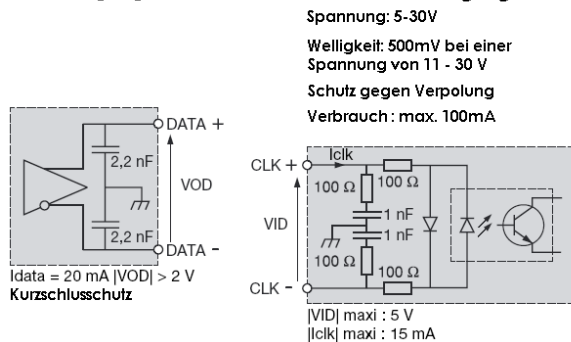 Spannung: 5-30V
Welligkeit: 500mV bei einer
Spannung von 11 - 30 V
Schutz gegen Verpolung
Verbrauch : max. 100mA
DATA +
2,2 nF
VOD
2,2 nF
DATA -
Idata = 20 mA |VOD| > 2 V
Kurzschlusschutz
CLK +
Iclk
100 Ω
100 Ω
1 nF
VID
1 nF
100 Ω
100 Ω
CLK -
|VID| maxi : 5 V
|Iclk| maxi : 15 mA